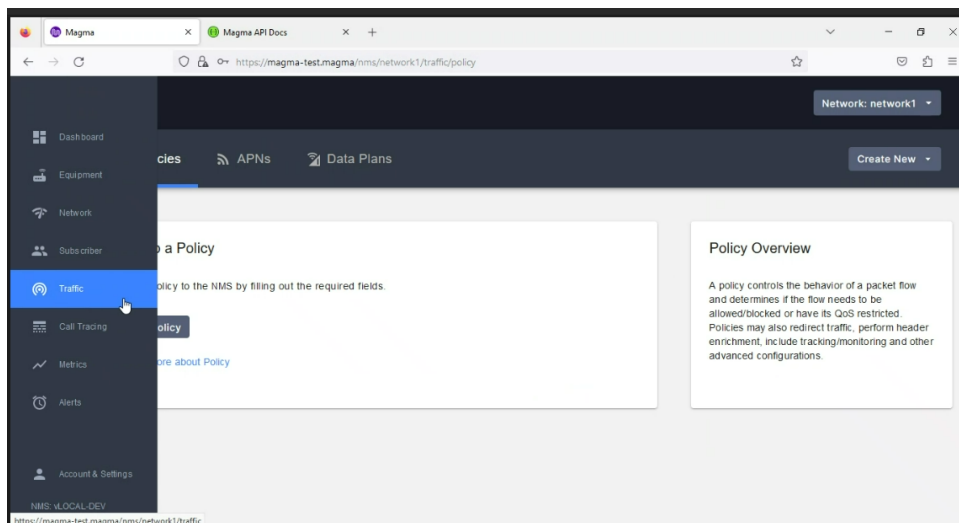 Magma
Magma API Docs
https://magma-test.magma/nms/network1/traffic/policy
Network: network1
Dashboard
cies
APNs
Data Plans
Create New
Equipment
Network
Subscriber
Traffic
Call Tracing
Metrics
Alerts
Account & Settings
NMS: vLOCAL-DEV
a Policy
olicy to the NMS by filling out the required fields.
olicy
ore about Policy
Policy Overview
A policy controls the behavior of a packet flow
and determines if the flow needs to be
allowed/blocked or have its QoS restricted.
Policies may also redirect traffic, perform header
enrichment, include tracking/monitoring and other
advanced configurations.
https://magma-test.magma/nms/network1/traffic